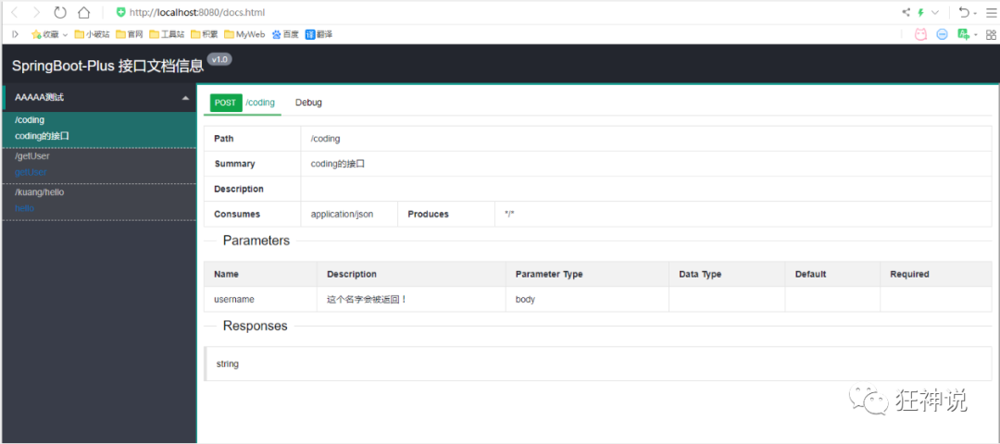 http://localhost:8080/docs.html
收藏 小破站 官网 工具站 积累 MyWeb 百度 译 翻译
SpringBoot-Plus 接口文档信息 v1.0
AAAAA测试
/coding
coding的接口
/getUser
getUser
/kuang/hello
hello
POST /coding Debug
Path /coding
Summary coding的接口
Description
Consumes application/json Produces */*
Parameters
Name Description Parameter Type Data Type Default Required
username 这个名字会被返回！ body
Responses
string
狂神说